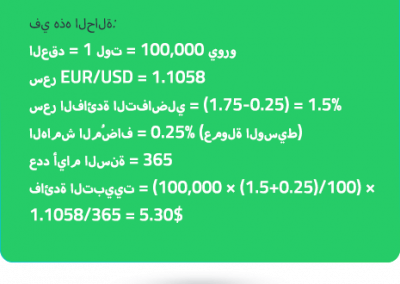 في هذه الحالة:
العقد = 1 لوت = 100,000 يورو
سعر EUR/USD = 1.1058
سعر الفائدة التفاضلي = (1.75-0.25) = 1.5%
الهامش المُضاف = 0.25% (عمولة الوسيط)
عدد أيام السنة = 365
فائدة التبييت = (100,000 × (1.5+0.25)/100) ×
1.1058/365 = 5.30$